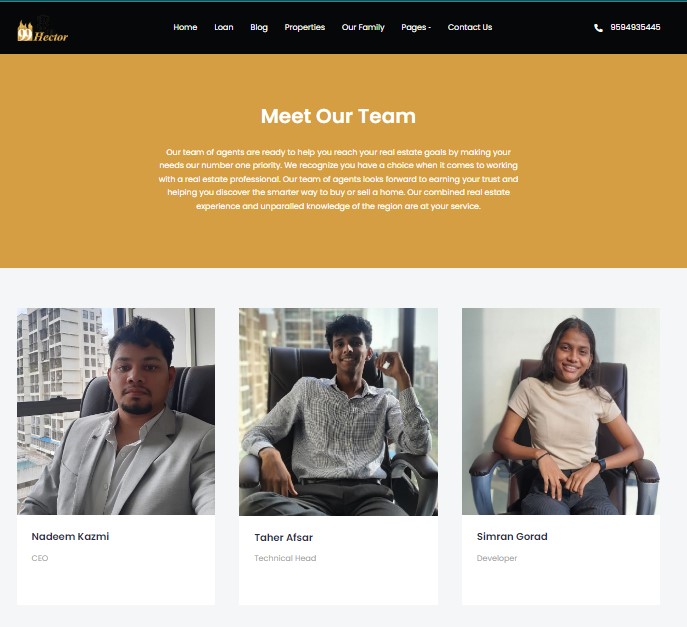 99 Hector
Home Loan Blog Properties Our Family Pages Contact Us 9594935445
Meet Our Team
Our team of agents are ready to help you reach your real estate goals by making your
needs our number one priority. We recognize you have a choice when it comes to working
with a real estate professional. Our team of agents looks forward to earning your trust and
helping you discover the smarter way to buy or sell a home. Our combined real estate
experience and unparalled knowledge of the region are at your service.
Nadeem Kazmi
CEO
Taher Afsar
Technical Head
Simran Gorad
Developer